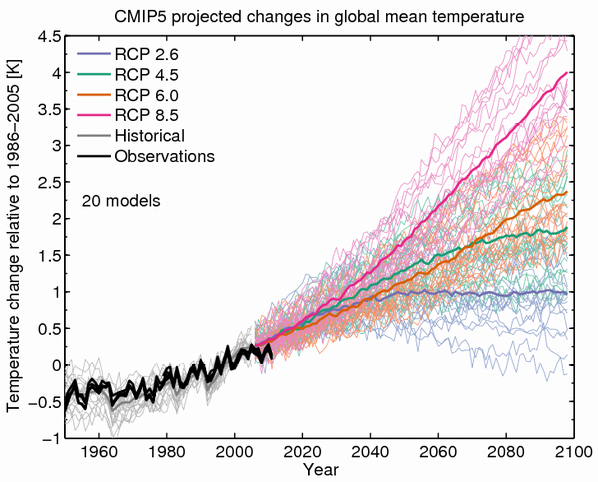 CMIP5 projected changes in global mean temperature
Temperature change relative to 1986–2005 [K]
4.5
4
3.5
3
2.5
2
1.5
1
0.5
0
−0.5
−1
RCP 2.6
RCP 4.5
RCP 6.0
RCP 8.5
Historical
Observations
20 models
1960 1980 2000 2020 2040 2060 2080 2100
Year